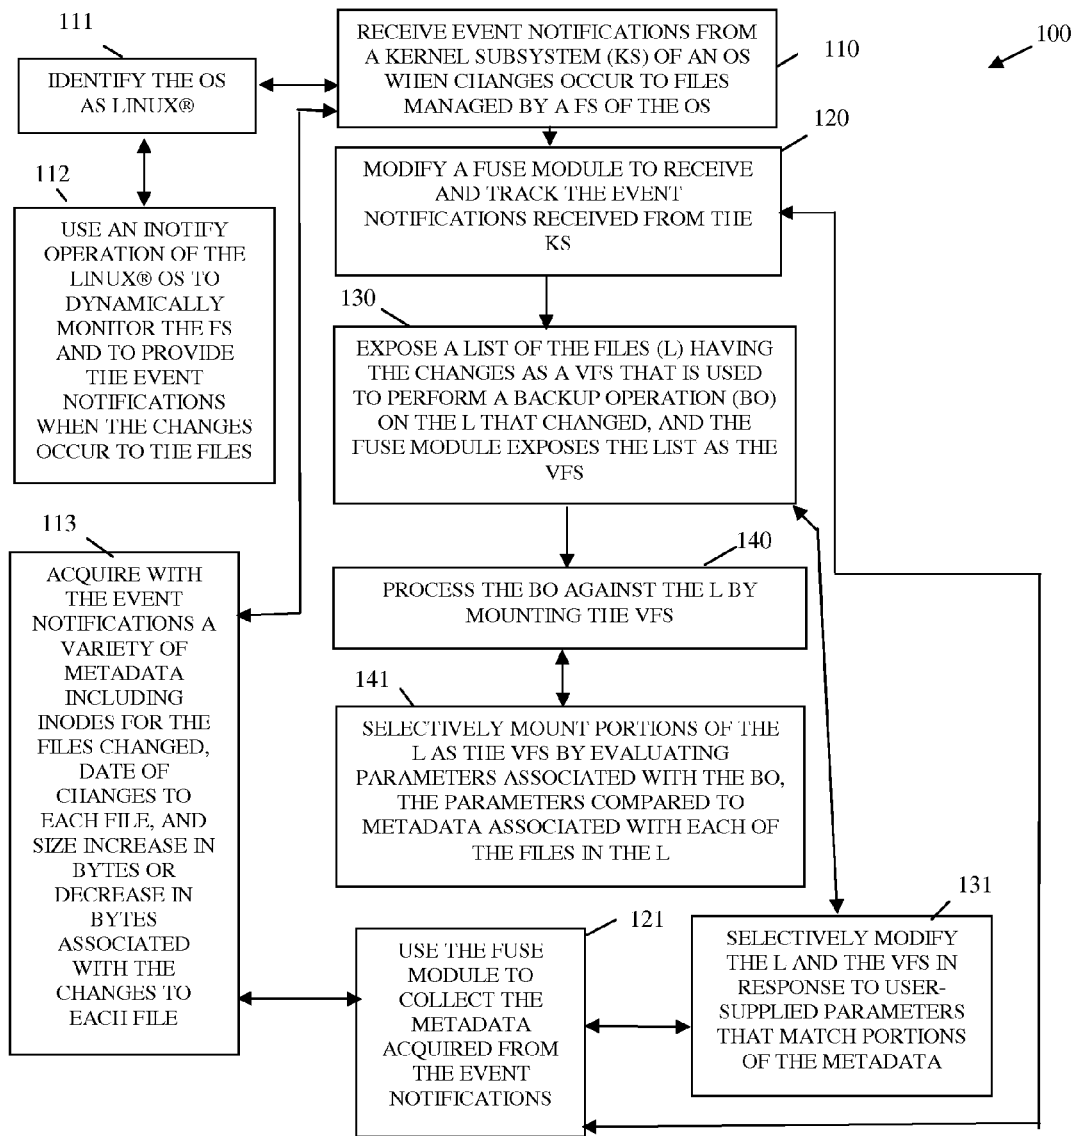 100
110
RECEIVE EVENT NOTIFICATIONS FROM
A KERNEL SUBSYSTEM (KS) OF AN OS
WHEN CHANGES OCCUR TO FILES
MANAGED BY A FS OF THE OS
111
IDENTIFY THE OS
AS LINUX®
112
USE AN INOTIFY
OPERATION OF THE
LINUX® OS TO
DYNAMICALLY
MONITOR THE FS
AND TO PROVIDE
THE EVENT
NOTIFICATIONS
WHEN THE CHANGES
OCCUR TO THE FILES
120
MODIFY A FUSE MODULE TO RECEIVE
AND TRACK THE EVENT
NOTIFICATIONS RECEIVED FROM THE
KS
130
EXPOSE A LIST OF THE FILES (L) HAVING
THE CHANGES AS A VFS THAT IS USED
TO PERFORM A BACKUP OPERATION (BO)
ON THE L THAT CHANGED, AND THE
FUSE MODULE EXPOSES THE LIST AS THE
VFS
113
ACQUIRE WITH
THE EVENT
NOTIFICATIONS A
VARIETY OF
METADATA
INCLUDING
INODES FOR THE
FILES CHANGED,
DATE OF
CHANGES TO
EACH FILE, AND
SIZE INCREASE IN
BYTES OR
DECREASE IN
BYTES
ASSOCIATED
WITH THE
CHANGES TO
EACH FILE
140
PROCESS THE BO AGAINST THE L BY
MOUNTING THE VFS
141
SELECTIVELY MOUNT PORTIONS OF THE
L AS THE VFS BY EVALUATING
PARAMETERS ASSOCIATED WITH THE BO,
THE PARAMETERS COMPARED TO
METADATA ASSOCIATED WITH EACH OF
THE FILES IN THE L
121
USE THE FUSE
MODULE TO
COLLECT THE
METADATA
ACQUIRED FROM
THE EVENT
NOTIFICATIONS
131
SELECTIVELY MODIFY
THE L AND THE VFS IN
RESPONSE TO USER-
SUPPLIED PARAMETERS
THAT MATCH PORTIONS
OF THE METADATA